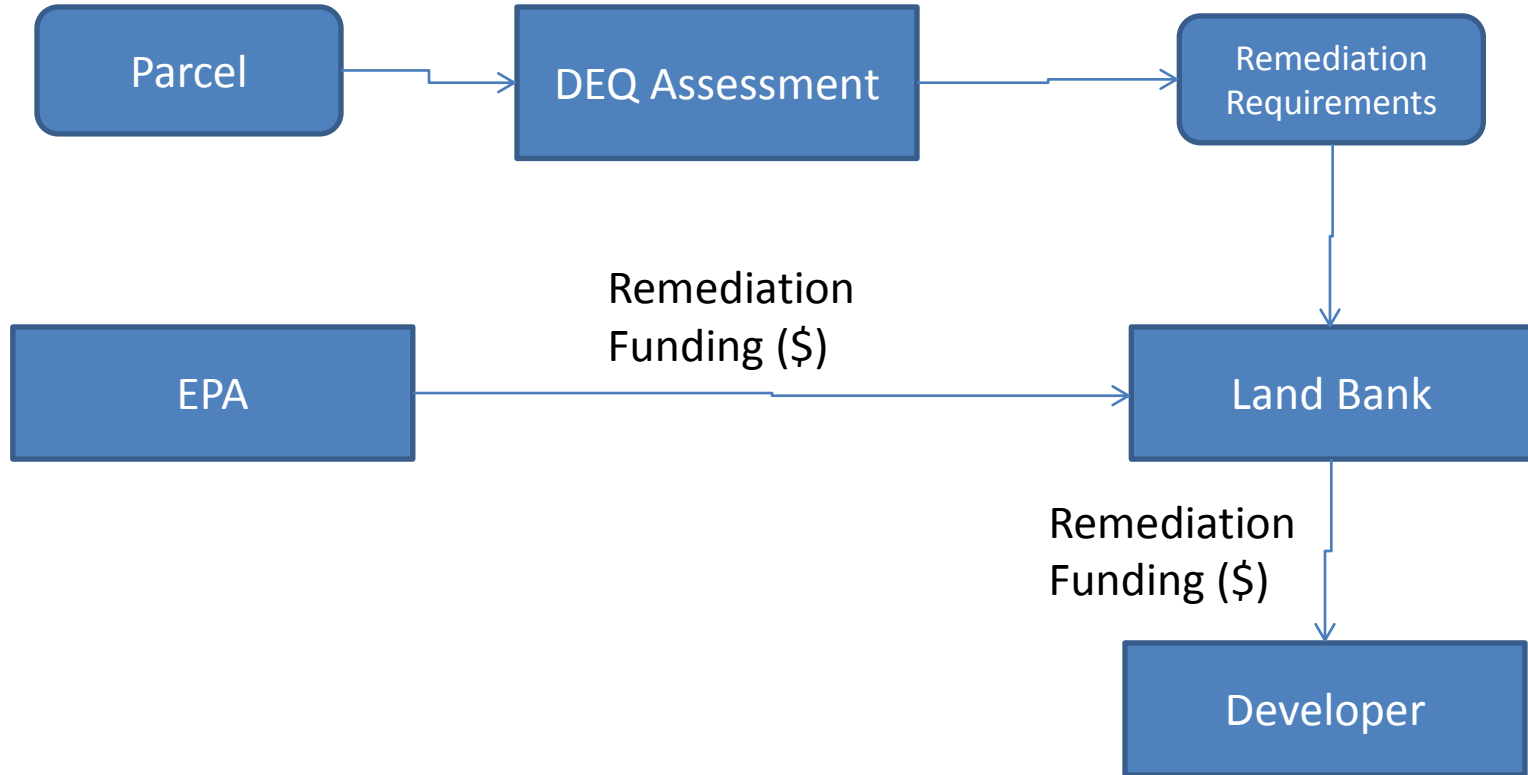 Parcel
DEQ Assessment
Remediation
Requirements
Remediation
Funding ($)
EPA
Land Bank
Remediation
Funding ($)
Developer